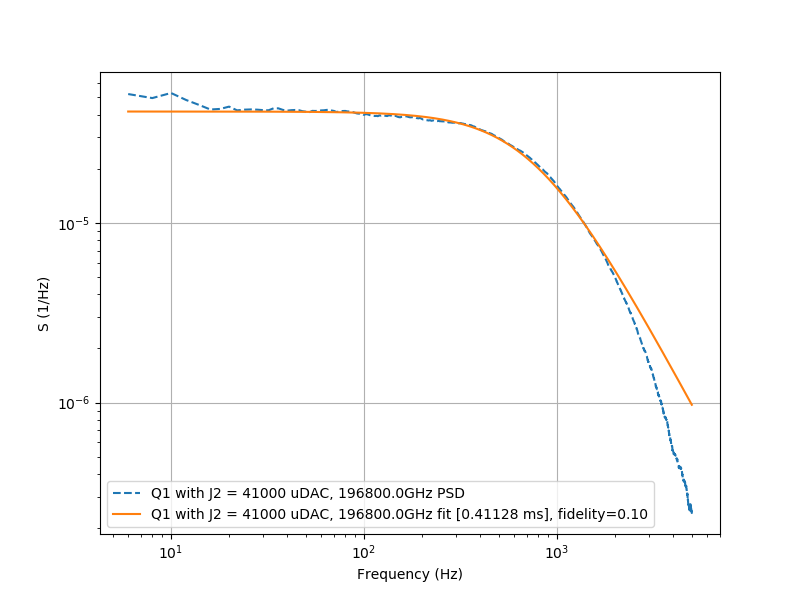 S (1/Hz)
10⁻⁵
10⁻⁶
Q1 with J2 = 41000 uDAC, 196800.0GHz PSD
Q1 with J2 = 41000 uDAC, 196800.0GHz fit [0.41128 ms], fidelity=0.10
10¹ 10² 10³
Frequency (Hz)